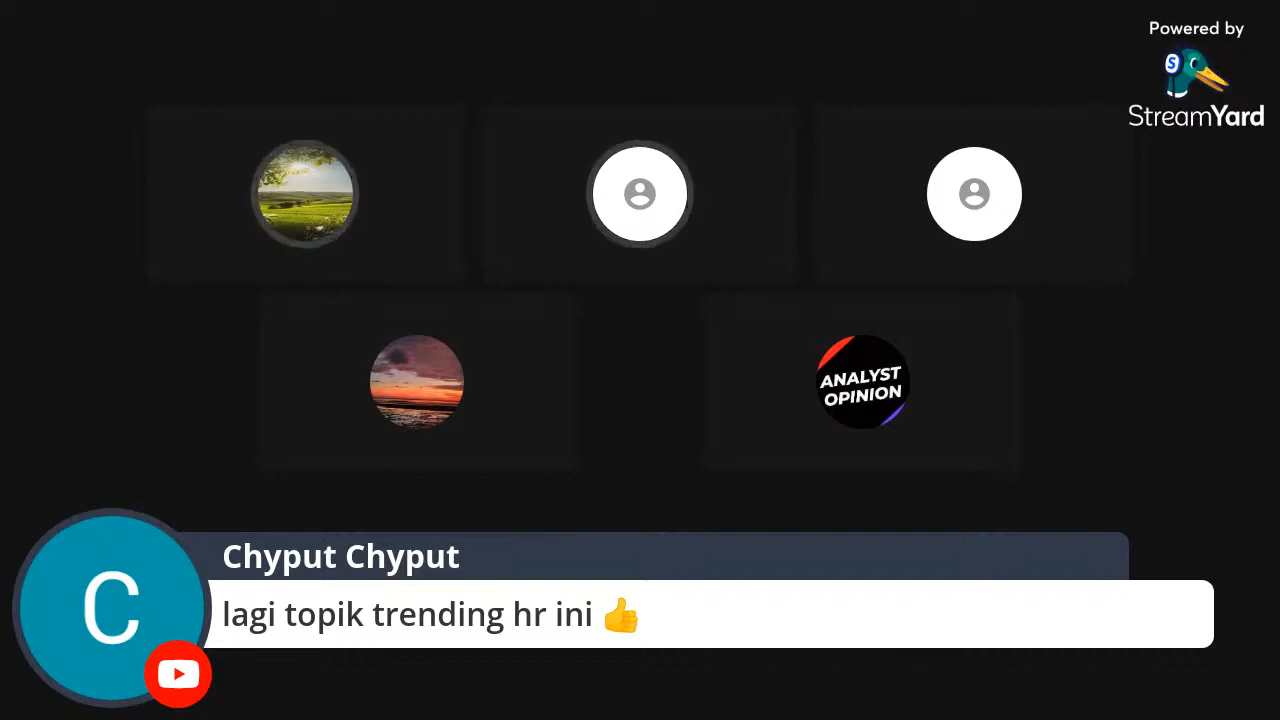 Powered by
S
StreamYard
ANALYST
OPINION
C
Chyput Chyput
lagi topik trending hr ini 👍